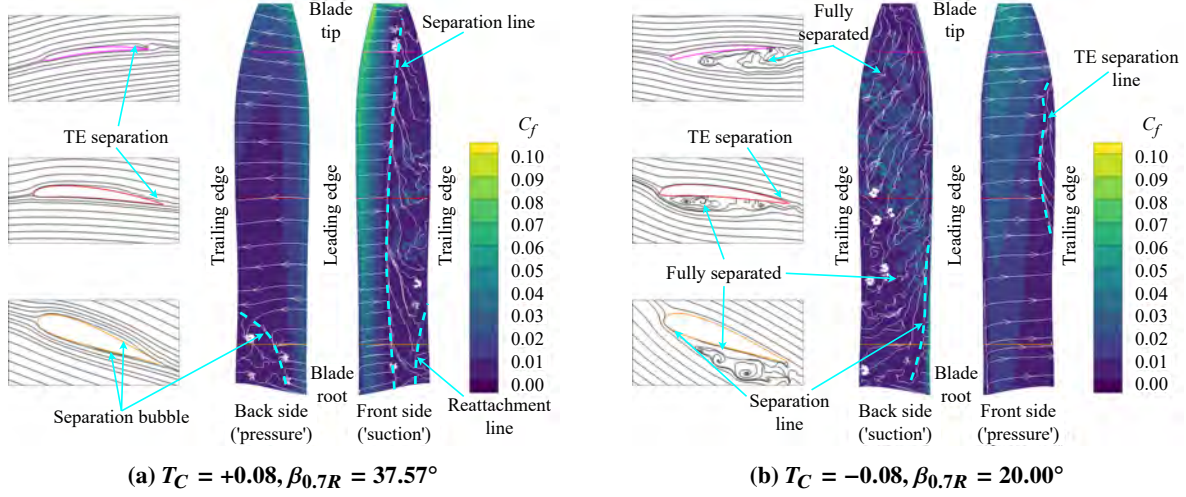 Blade
tip
Separation line
TE separation
C_f
0.10
0.09
0.08
0.07
0.06
0.05
0.04
0.03
0.02
0.01
0.00
Trailing edge
Leading edge
Trailing edge
Separation bubble
Blade
root
Reattachment
line
Back side
('pressure')
Front side
('suction')
(a) T_C = +0.08, β_0.7R = 37.57°
Fully
separated
Blade
tip
TE separation
line
TE separation
C_f
0.10
0.09
0.08
0.07
0.06
0.05
0.04
0.03
0.02
0.01
0.00
Trailing edge
Leading edge
Trailing edge
Fully separated
Separation
line
Blade
root
Back side
('suction')
Front side
('pressure')
(b) T_C = −0.08, β_0.7R = 20.00°